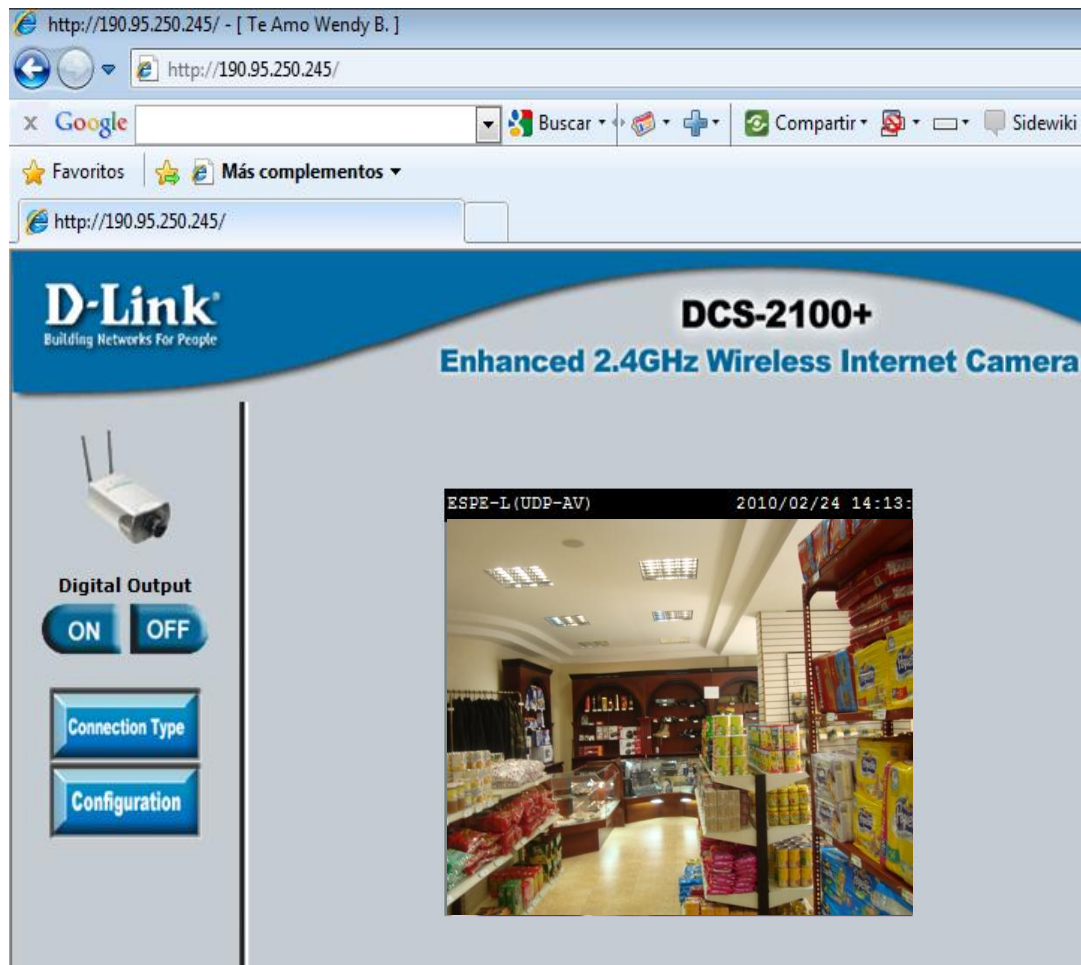 http://190.95.250.245/ - [ Te Amo Wendy B. ]
http://190.95.250.245/
x Google Buscar Compartir Sidewiki
Favoritos Más complementos
http://190.95.250.245/
D-Link
Building Networks For People
DCS-2100+
Enhanced 2.4GHz Wireless Internet Camera
ESPE-L(UDP-AV) 2010/02/24 14:13:
Digital Output
ON OFF
Connection Type
Configuration